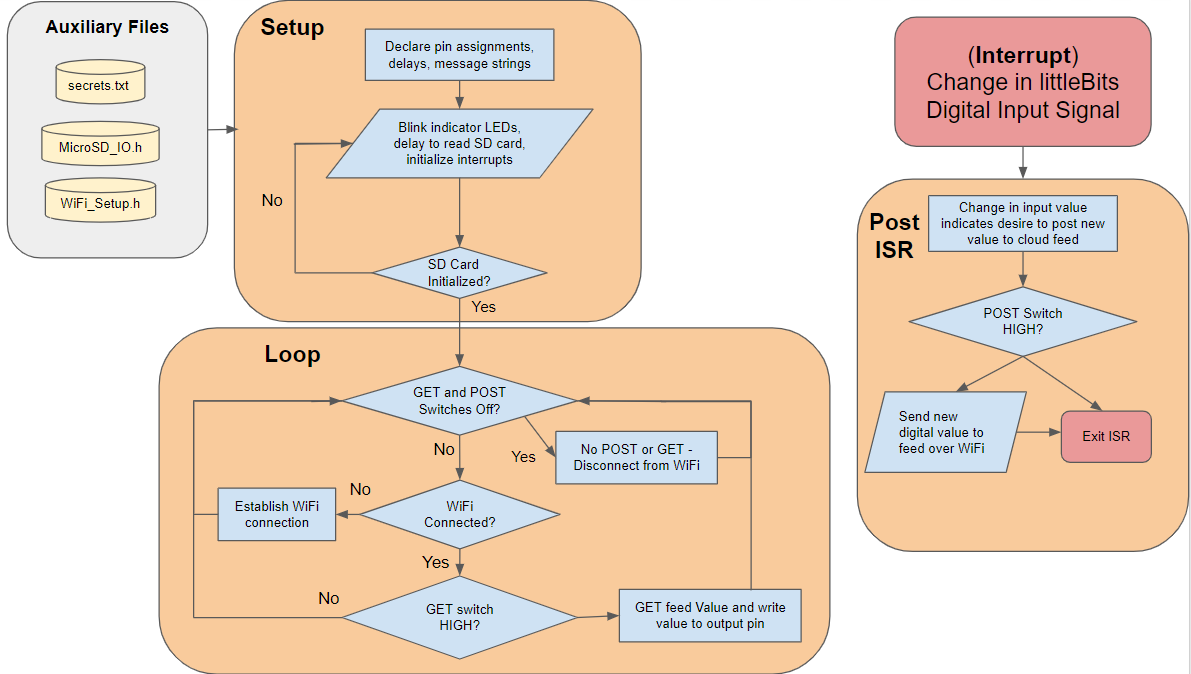 Auxiliary Files
secrets.txt
MicroSD_IO.h
WiFi_Setup.h
Setup
Declare pin assignments,
delays, message strings
Blink indicator LEDs,
delay to read SD card,
initialize interrupts
No
SD Card
Initialized?
Yes
Loop
GET and POST
Switches Off?
No
Yes
No POST or GET -
Disconnect from WiFi
No
Establish WiFi
connection
WiFi
Connected?
Yes
No
GET switch
HIGH?
GET feed Value and write
value to output pin
(Interrupt)
Change in littleBits
Digital Input Signal
Post
ISR
Change in input value
indicates desire to post new
value to cloud feed
POST Switch
HIGH?
Send new
digital value to
feed over WiFi
Exit ISR